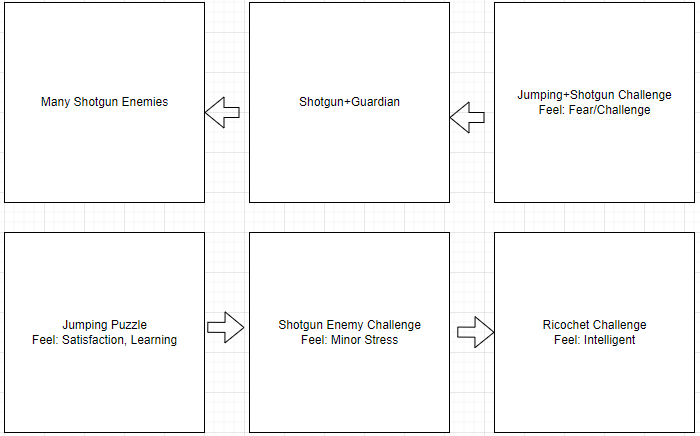 Many Shotgun Enemies
Shotgun+Guardian
Jumping+Shotgun Challenge
Feel: Fear/Challenge
Jumping Puzzle
Feel: Satisfaction, Learning
Shotgun Enemy Challenge
Feel: Minor Stress
Ricochet Challenge
Feel: Intelligent